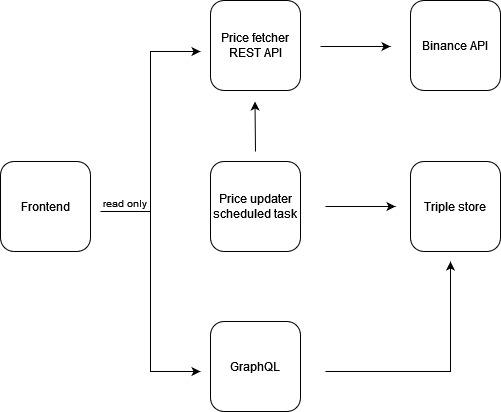 Price fetcher
REST API
Binance API
Frontend
read only
Price updater
scheduled task
Triple store
GraphQL